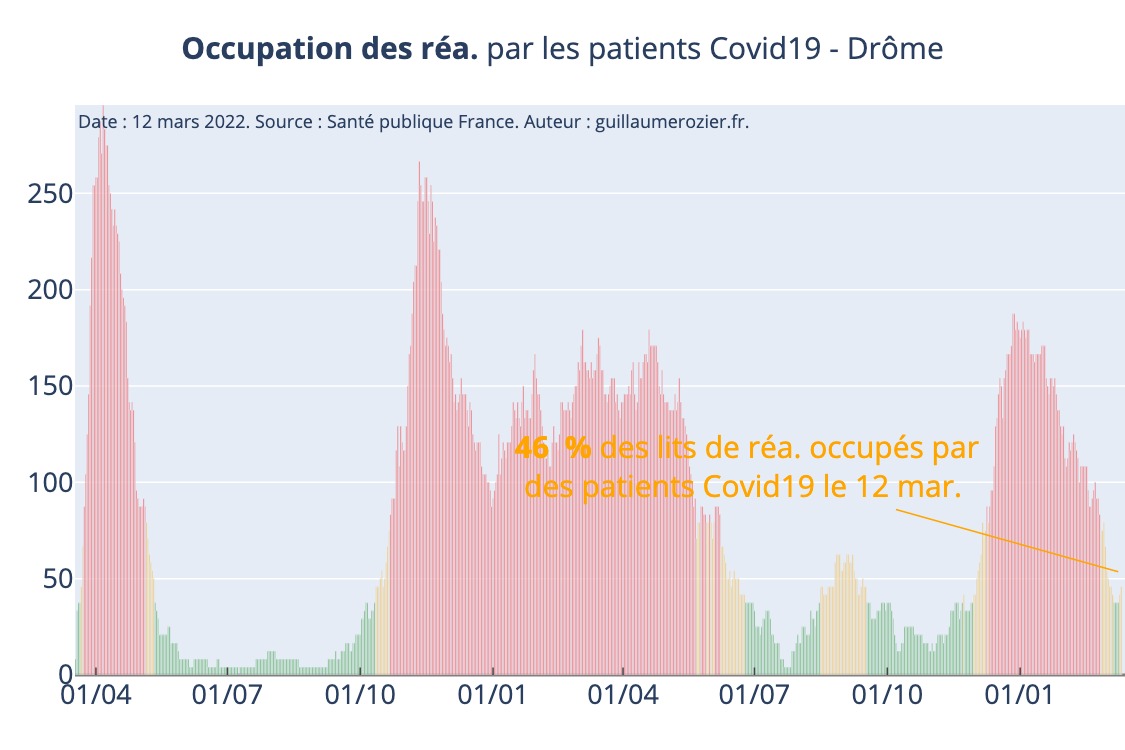 Occupation des réa. par les patients Covid19 - Drôme
Date : 12 mars 2022. Source : Santé publique France. Auteur : guillaumerozier.fr.
250
200
150
46 % des lits de réa. occupés par
des patients Covid19 le 12 mar.
100
50
0
01/04 01/07 01/10 01/01 01/04 01/07 01/10 01/01